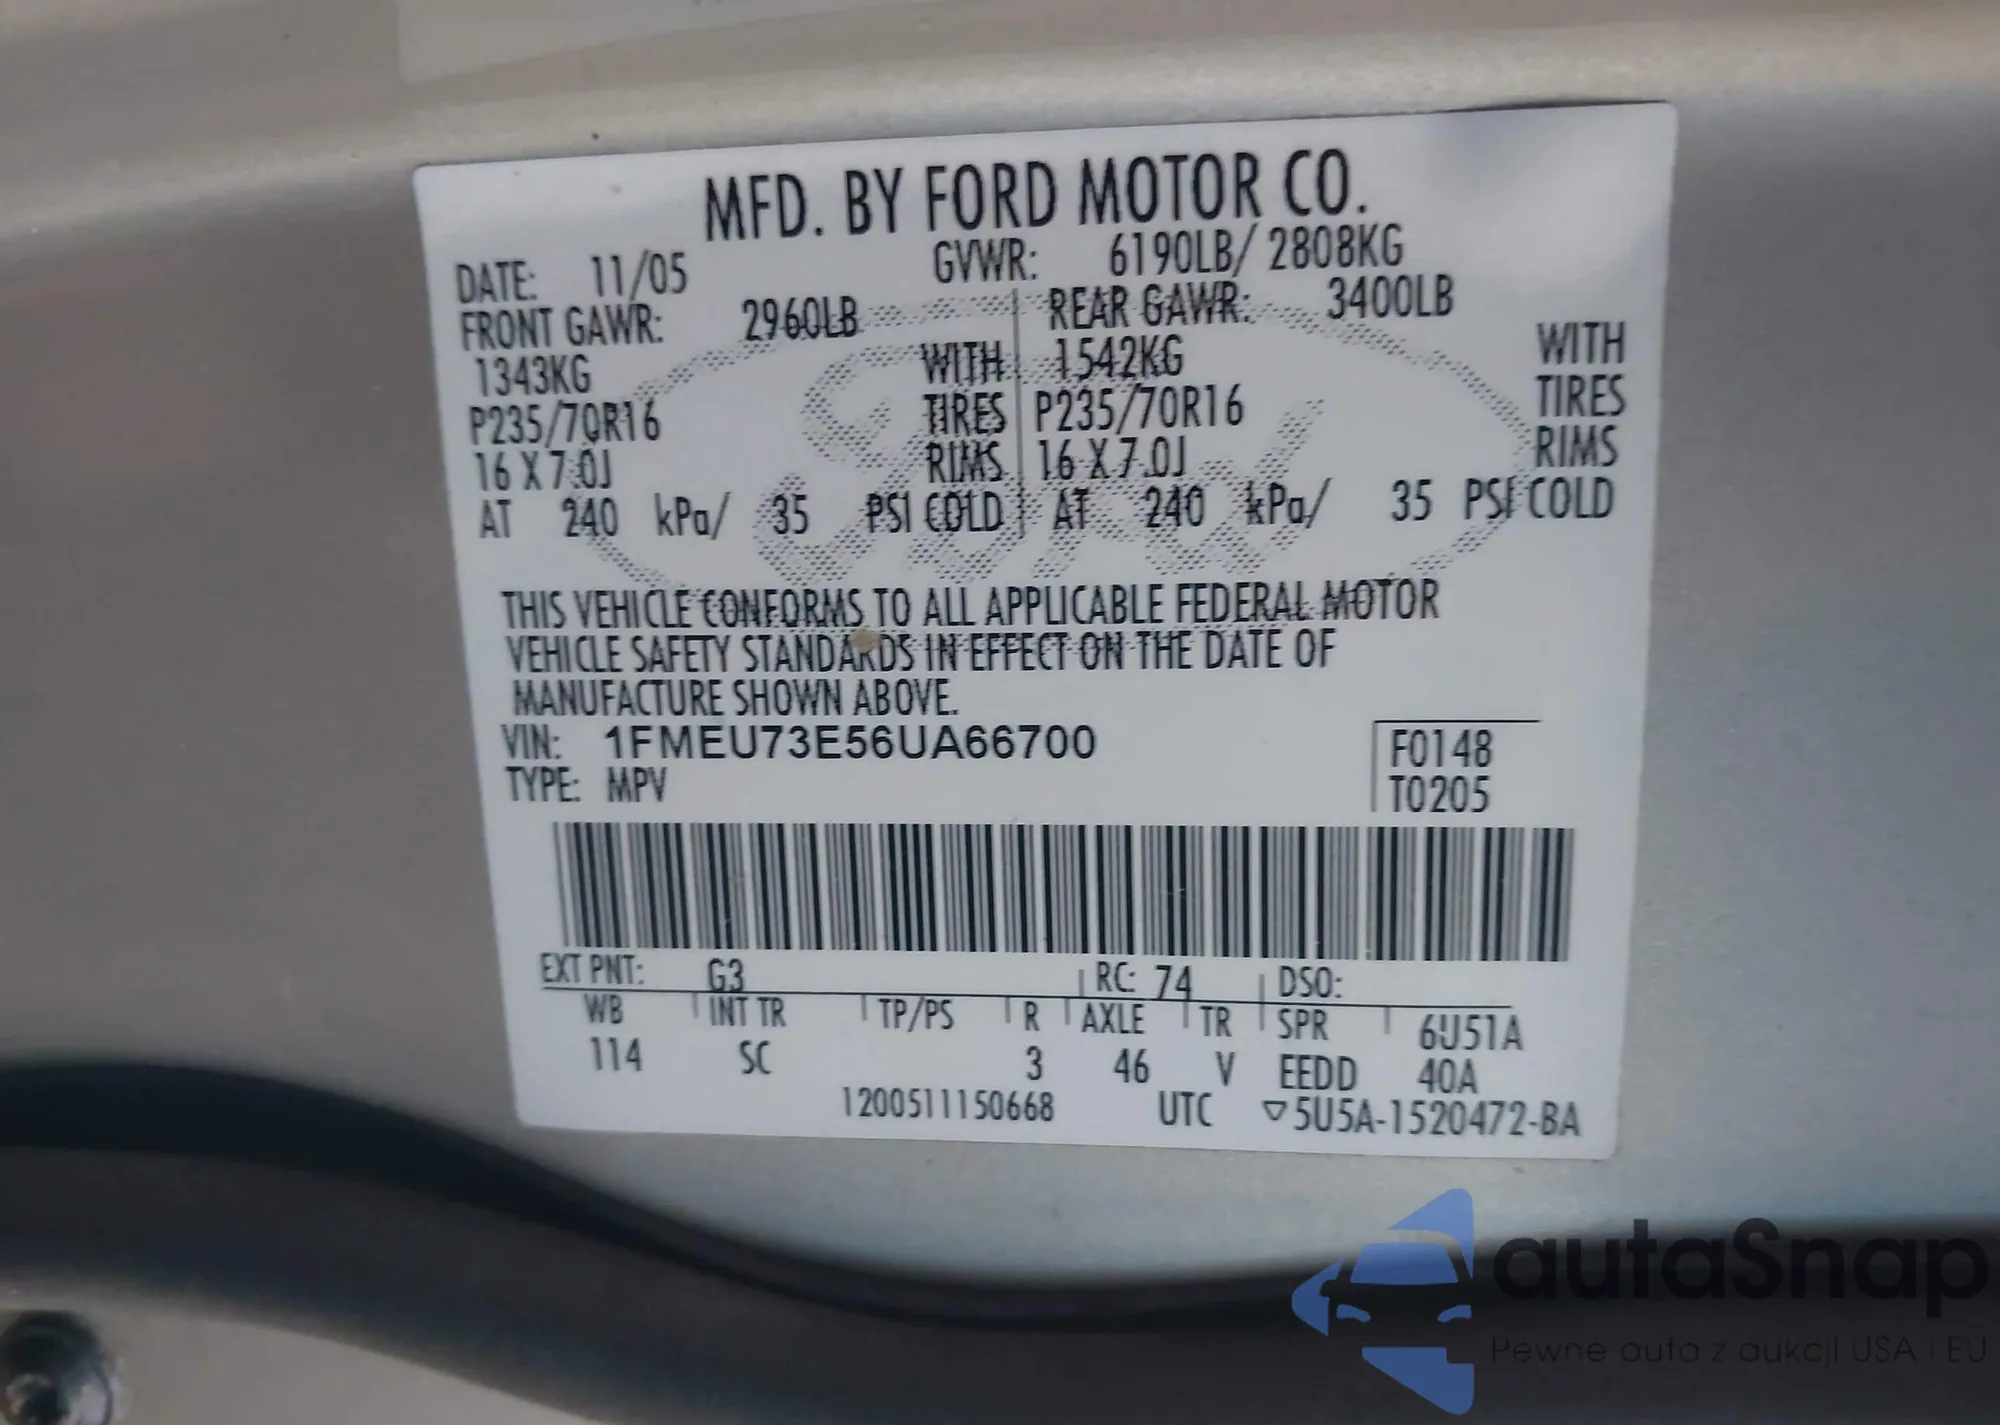 MFD. BY FORD MOTOR CO.
DATE: 11/05 GVWR: 6190LB/ 2808KG
FRONT GAWR: 2960LB REAR GAWR: 3400LB
1343KG WITH 1542KG WITH
P235/70R16 TIRES P235/70R16 TIRES
16 X 7.0J RIMS 16 X 7.0J RIMS
AT 240 kPa/ 35 PSI COLD AT 240 kPa/ 35 PSI COLD
Ford
THIS VEHICLE CONFORMS TO ALL APPLICABLE FEDERAL MOTOR
VEHICLE SAFETY STANDARDS IN EFFECT ON THE DATE OF
MANUFACTURE SHOWN ABOVE.
VIN: 1FMEU73E56UA66700 F0148
TYPE: MPV T0205
EXT PNT: G3 RC: 74 DSO:
WB INT TR TP/PS R AXLE TR SPR 6U51A
114 SC 3 46 V EEDD 40A
1200511150668 UTC ▽5U5A-1520472-BA
autaSnap
Pewne auta z aukcji USA i EU